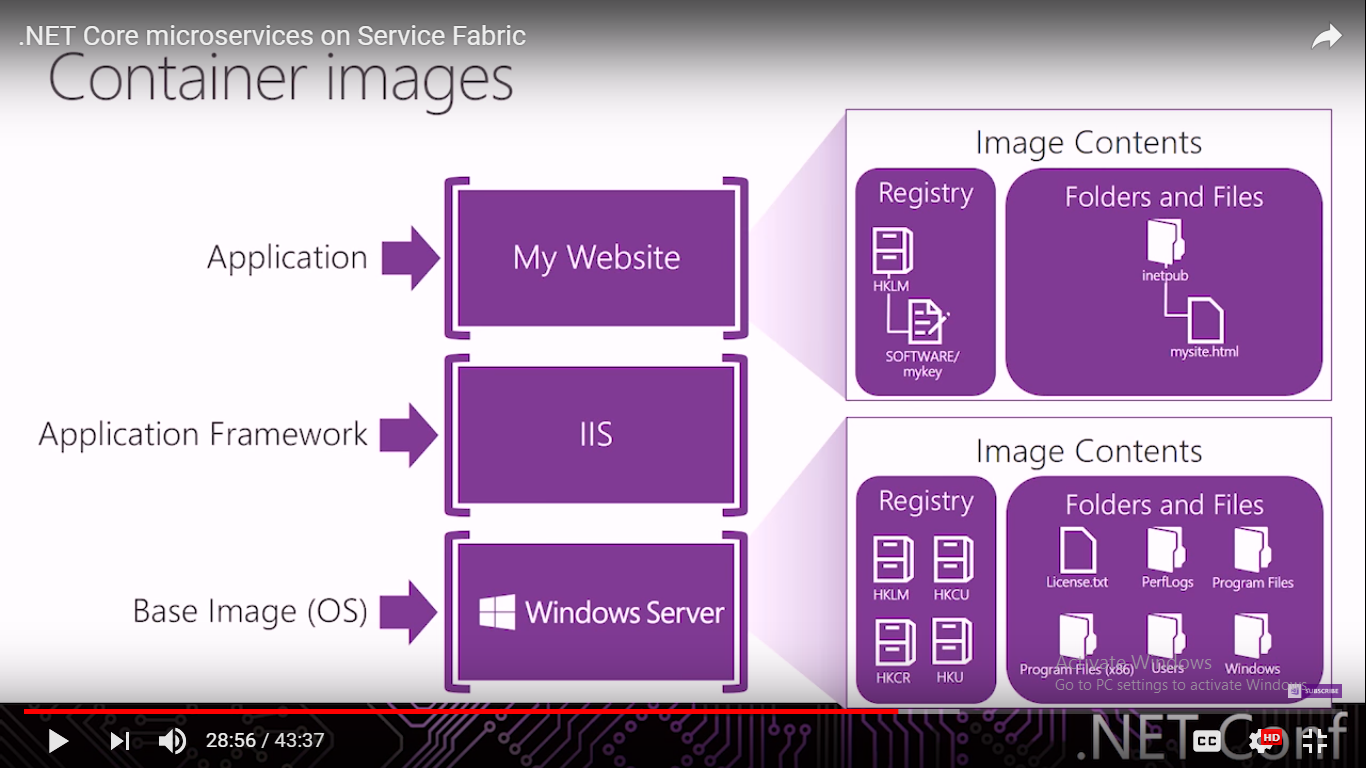 .NET Core microservices on Service Fabric
Container images
Application
My Website
Application Framework
IIS
Base Image (OS)
Windows Server
Image Contents
Registry
HKLM
SOFTWARE/
mykey
Folders and Files
inetpub
mysite.html
Image Contents
Registry
HKLM HKCU
HKCR HKU
Folders and Files
License.txt PerfLogs Program Files
Program Files (x86) Users Windows
Activate Windows
Go to PC settings to activate Windows.
SUBSCRIBE
.NET Conf
28:56 / 43:37
CC
HD